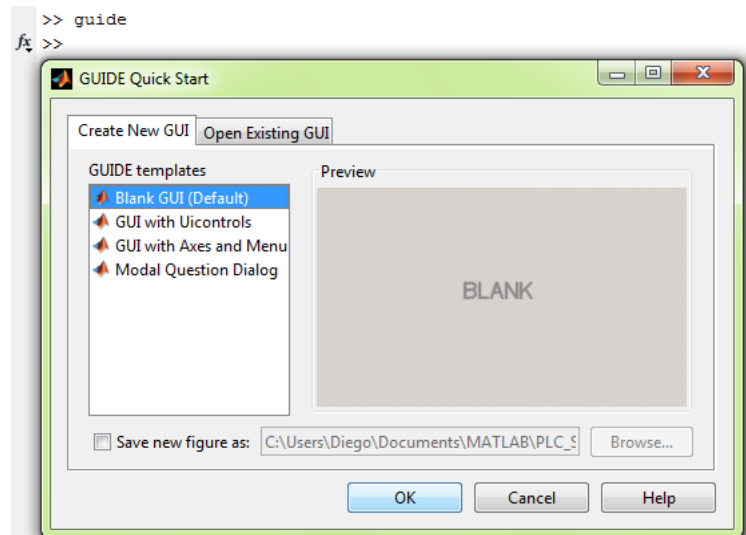 >> guide
fx >>
GUIDE Quick Start
Create New GUI Open Existing GUI
GUIDE templates
Blank GUI (Default)
GUI with Uicontrols
GUI with Axes and Menu
Modal Question Dialog
Preview
BLANK
Save new figure as: C:\Users\Diego\Documents\MATLAB\PLC_S Browse...
OK Cancel Help